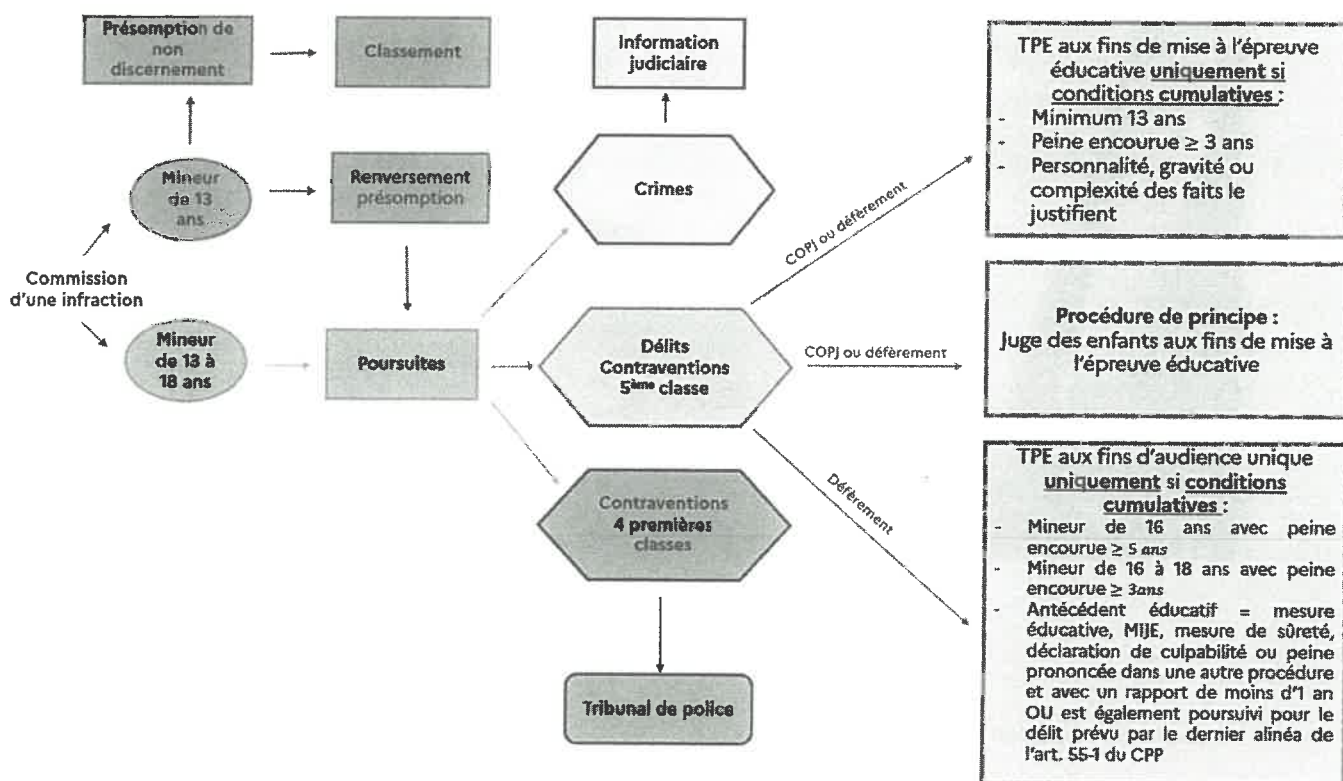 Présomption de
non
discernement
Classement
Information
judiciaire
Mineur
de 13
ans
Renversement
présomption
Crimes
Commission
d'une infraction
Mineur
de 13 à
18 ans
Poursuites
Délits
Contraventions
5ème classe
Contraventions
4 premières
classes
Tribunal de police
COPJ ou défèrement
COPJ ou défèrement
Défèrement
TPE aux fins de mise à l'épreuve
éducative uniquement si
conditions cumulatives :
- Minimum 13 ans
- Peine encourue ≥ 3 ans
- Personnalité, gravité ou
complexité des faits le
justifient
Procédure de principe :
Juge des enfants aux fins de mise à
l'épreuve éducative
TPE aux fins d'audience unique
uniquement si conditions
cumulatives :
- Mineur de 16 ans avec peine
encourue ≥ 5 ans
- Mineur de 16 à 18 ans avec peine
encourue ≥ 3ans
- Antécédent éducatif = mesure
éducative, MIJE, mesure de sûreté,
déclaration de culpabilité ou peine
prononcée dans une autre procédure
et avec un rapport de moins d'1 an
OU est également poursuivi pour le
délit prévu par le dernier alinéa de
l'art. 55-1 du CPP